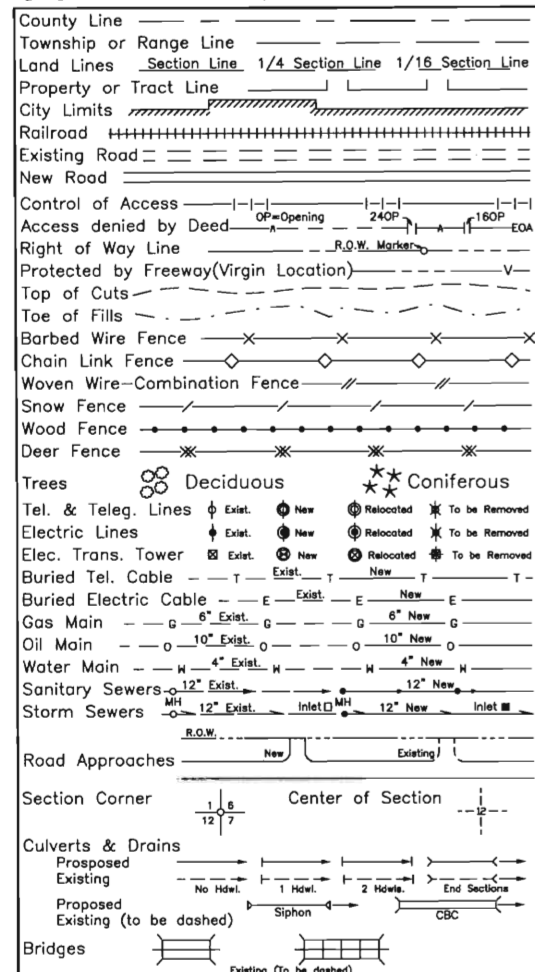 County Line
Township or Range Line
Land Lines Section Line 1/4 Section Line 1/16 Section Line
Property or Tract Line
City Limits
Railroad
Existing Road
New Road
Control of Access
Access denied by Deed OP=Opening A 24OP A 16OP EOA
Right of Way Line R.O.W. Marker
Protected by Freeway(Virgin Location) V
Top of Cuts
Toe of Fills
Barbed Wire Fence
Chain Link Fence
Woven Wire-Combination Fence
Snow Fence
Wood Fence
Deer Fence
Trees Deciduous Coniferous
Tel. & Teleg. Lines Exist. New Relocated To be Removed
Electric Lines Exist. New Relocated To be Removed
Elec. Trans. Tower Exist. New Relocated To be Removed
Buried Tel. Cable T Exist. T New T T
Buried Electric Cable E Exist. E New E
Gas Main G 6" Exist. G G 6" New G
Oil Main O 10" Exist. O O 10" New O
Water Main W 4" Exist. W W 4" New W
Sanitary Sewers 12" Exist. 12" New
Storm Sewers MH 12" Exist. Inlet MH 12" New Inlet
R.O.W.
Road Approaches New Existing
Section Corner 1 6 12 7 Center of Section 12
Culverts & Drains
Prosposed
Existing No Hdwl. 1 Hdwl. 2 Hdwls. End Sections
Proposed
Existing (to be dashed) Siphon CBC
Bridges
Existing (To be dashed)